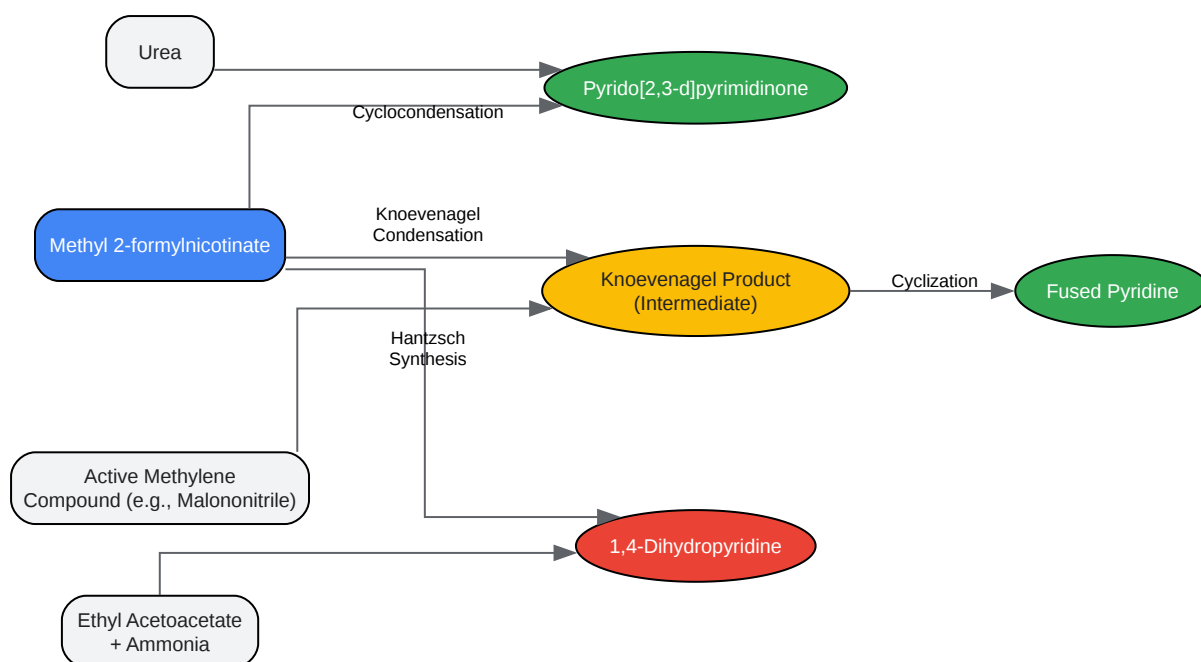 Urea
Pyrido[2,3-d]pyrimidinone
Cyclocondensation
Methyl 2-formylnicotinate
Knoevenagel
Condensation
Knoevenagel Product
(Intermediate)
Cyclization
Fused Pyridine
Hantzsch
Synthesis
Active Methylene
Compound (e.g., Malononitrile)
1,4-Dihydropyridine
Ethyl Acetoacetate
+ Ammonia